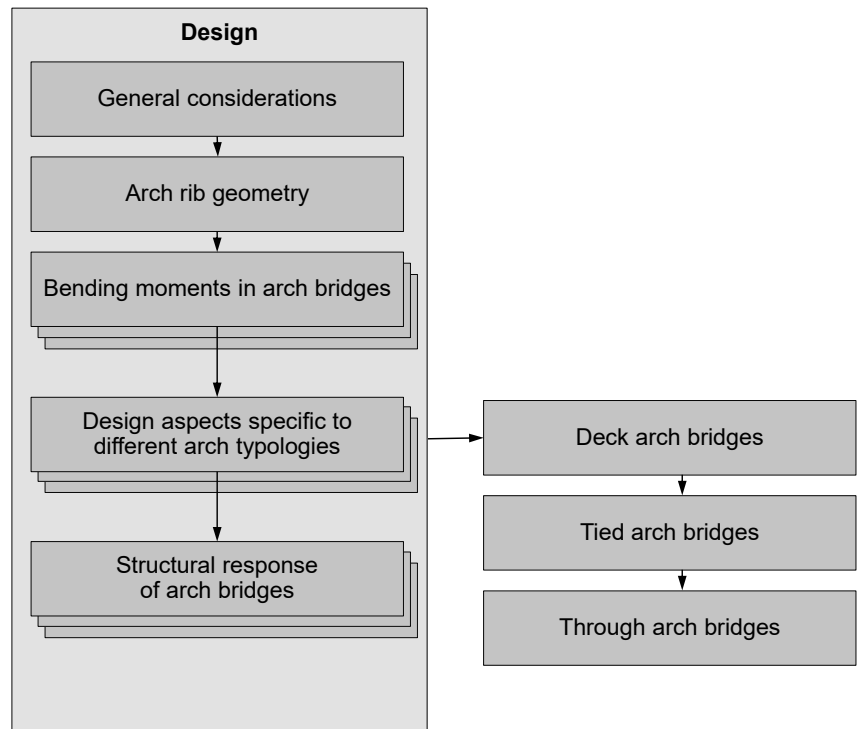 Design
General considerations
Arch rib geometry
Bending moments in arch bridges
Design aspects specific to
different arch typologies
Structural response
of arch bridges
Deck arch bridges
Tied arch bridges
Through arch bridges